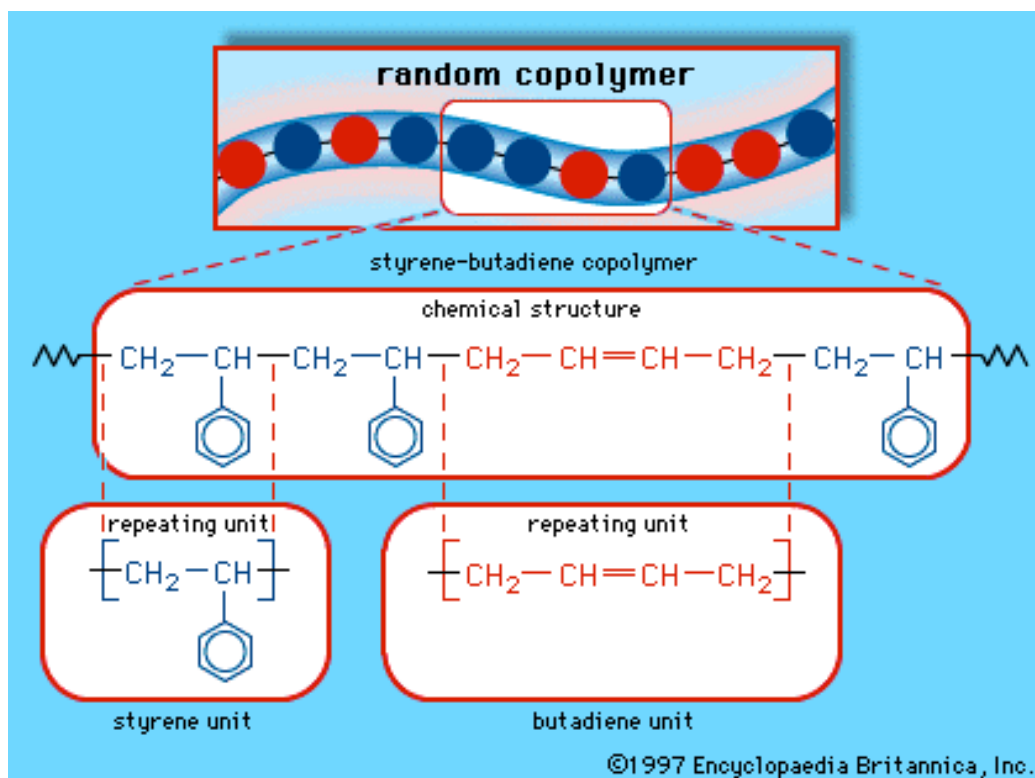 random copolymer
styrene-butadiene copolymer
chemical structure
CH₂—CH—CH₂—CH—CH₂—CH=CH—CH₂—CH₂—CH
repeating unit
CH₂—CH
repeating unit
CH₂—CH=CH—CH₂
styrene unit
butadiene unit
©1997 Encyclopaedia Britannica, Inc.